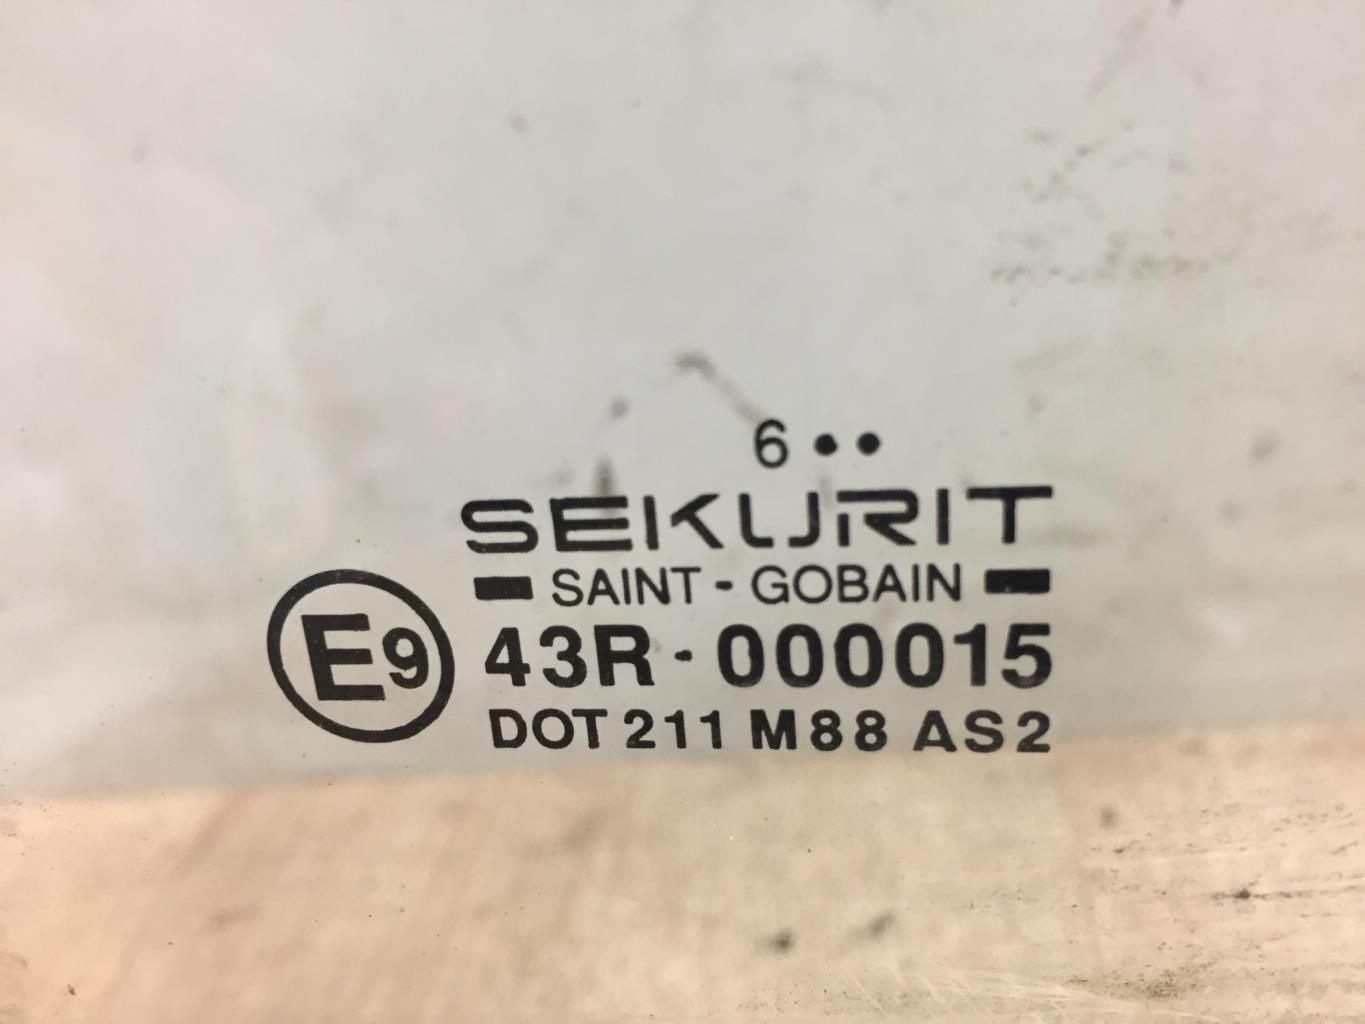 6 ••
SEKURIT
SAINT-GOBAIN
E9 43R-000015
DOT 211 M88 AS2